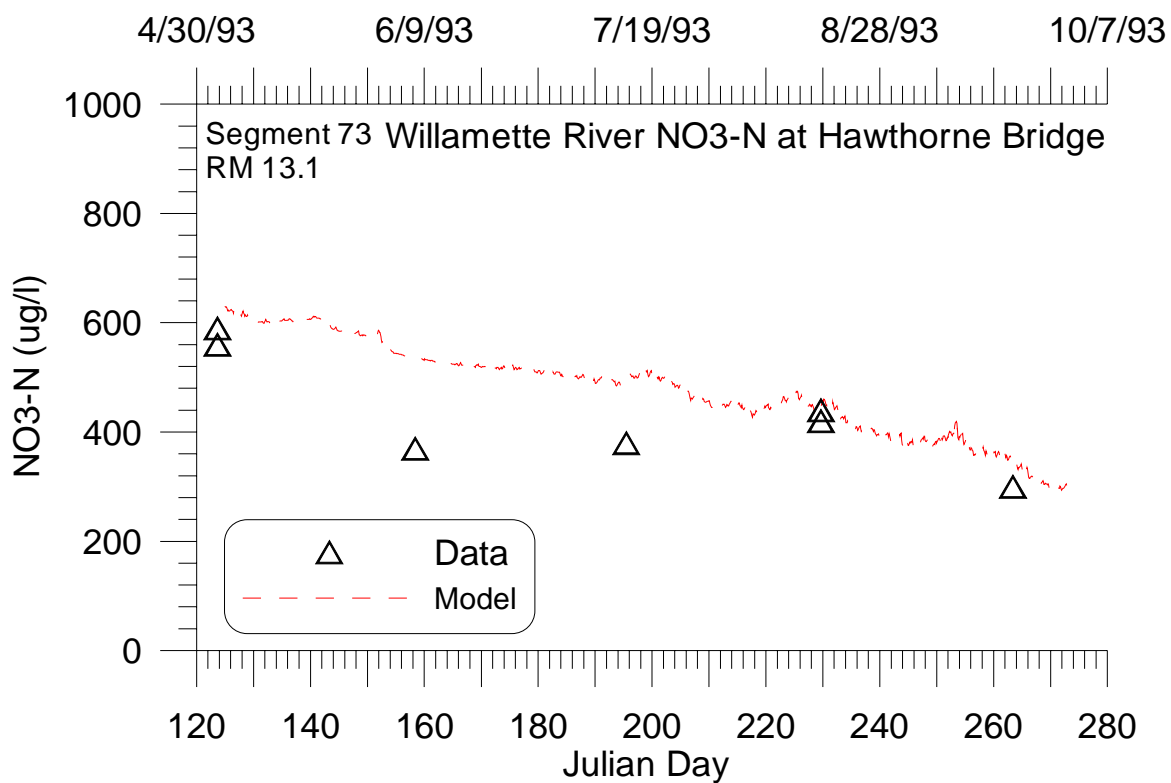 4/30/93 6/9/93 7/19/93 8/28/93 10/7/93
1000
Segment 73 Willamette River NO3-N at Hawthorne Bridge
RM 13.1
800
600
400
200
0
NO3-N (ug/l)
Data
Model
120 140 160 180 200 220 240 260 280
Julian Day